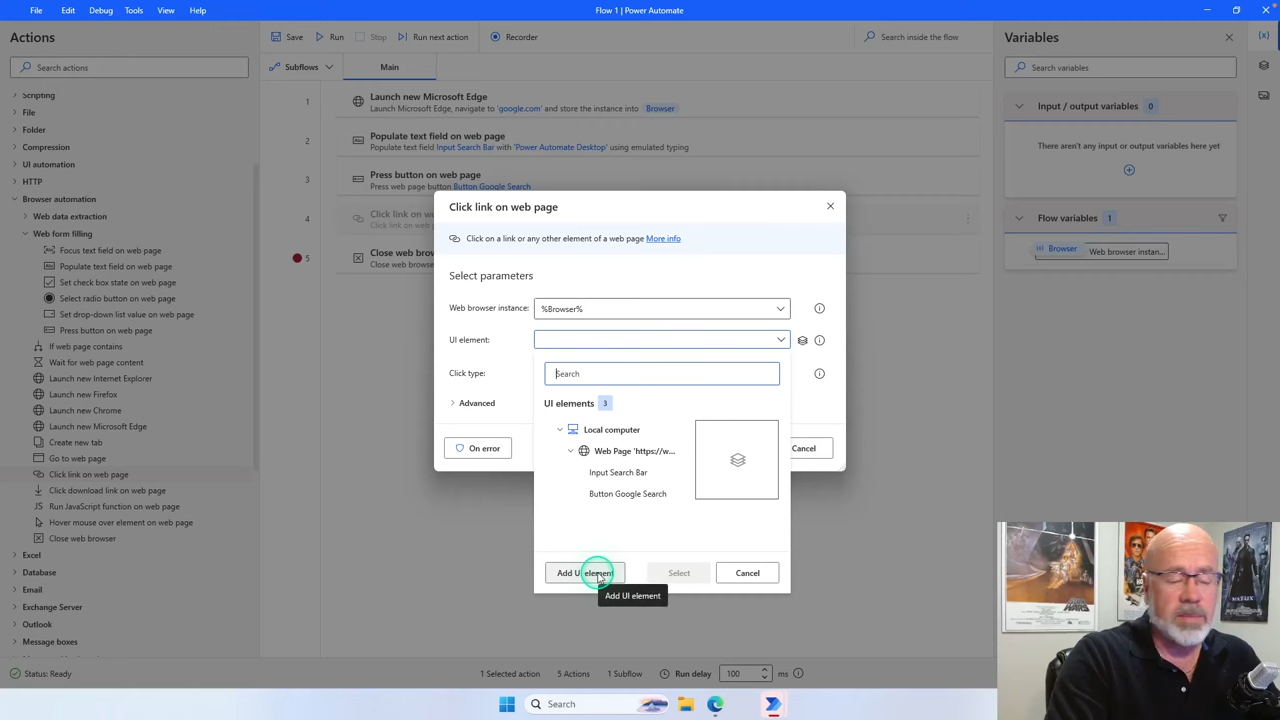 File Edit Debug Tools View Help
Flow 1 | Power Automate
Actions
Search actions
Scripting
File
Folder
Compression
UI automation
HTTP
Browser automation
Web data extraction
Web form filling
Focus text field on web page
Populate text field on web page
Set check box state on web page
Select radio button on web page
Set drop-down list value on web page
Press button on web page
If web page contains
Wait for web page content
Launch new Internet Explorer
Launch new Firefox
Launch new Chrome
Launch new Microsoft Edge
Create new tab
Go to web page
Click link on web page
Click download link on web page
Run JavaScript function on web page
Hover mouse over element on web page
Close web browser
Excel
Database
Email
Exchange Server
Outlook
Message boxes
Save Run Stop Run next action Recorder
Search inside the flow
Subflows Main
1 Launch new Microsoft Edge
Launch new Microsoft Edge, navigate to 'google.com' and store the instance into Browser
2 Populate text field on web page
Populate text field Input Search Bar with 'Power Automate Desktop' using emulated typing
3 Press button on web page
Press web page button Button Google Search
4 Click link on we
Click link on web
5 Close web brow
Close web browse
Click link on web page
Click on a link or any other element of a web page More info
Select parameters
Web browser instance: %Browser%
UI element:
Click type:
Advanced
On error
Cancel
Search
UI elements 3
Local computer
Web Page 'https://w...
Input Search Bar
Button Google Search
Add UI element Select Cancel
Add UI element
Variables
Search variables
Input / output variables 0
There aren't any input or output variables here yet
Flow variables 1
Browser Web browser instan...
Status: Ready
1 Selected action 5 Actions 1 Subflow Run delay 100 ms
Search
STAR WARS
MATRIX